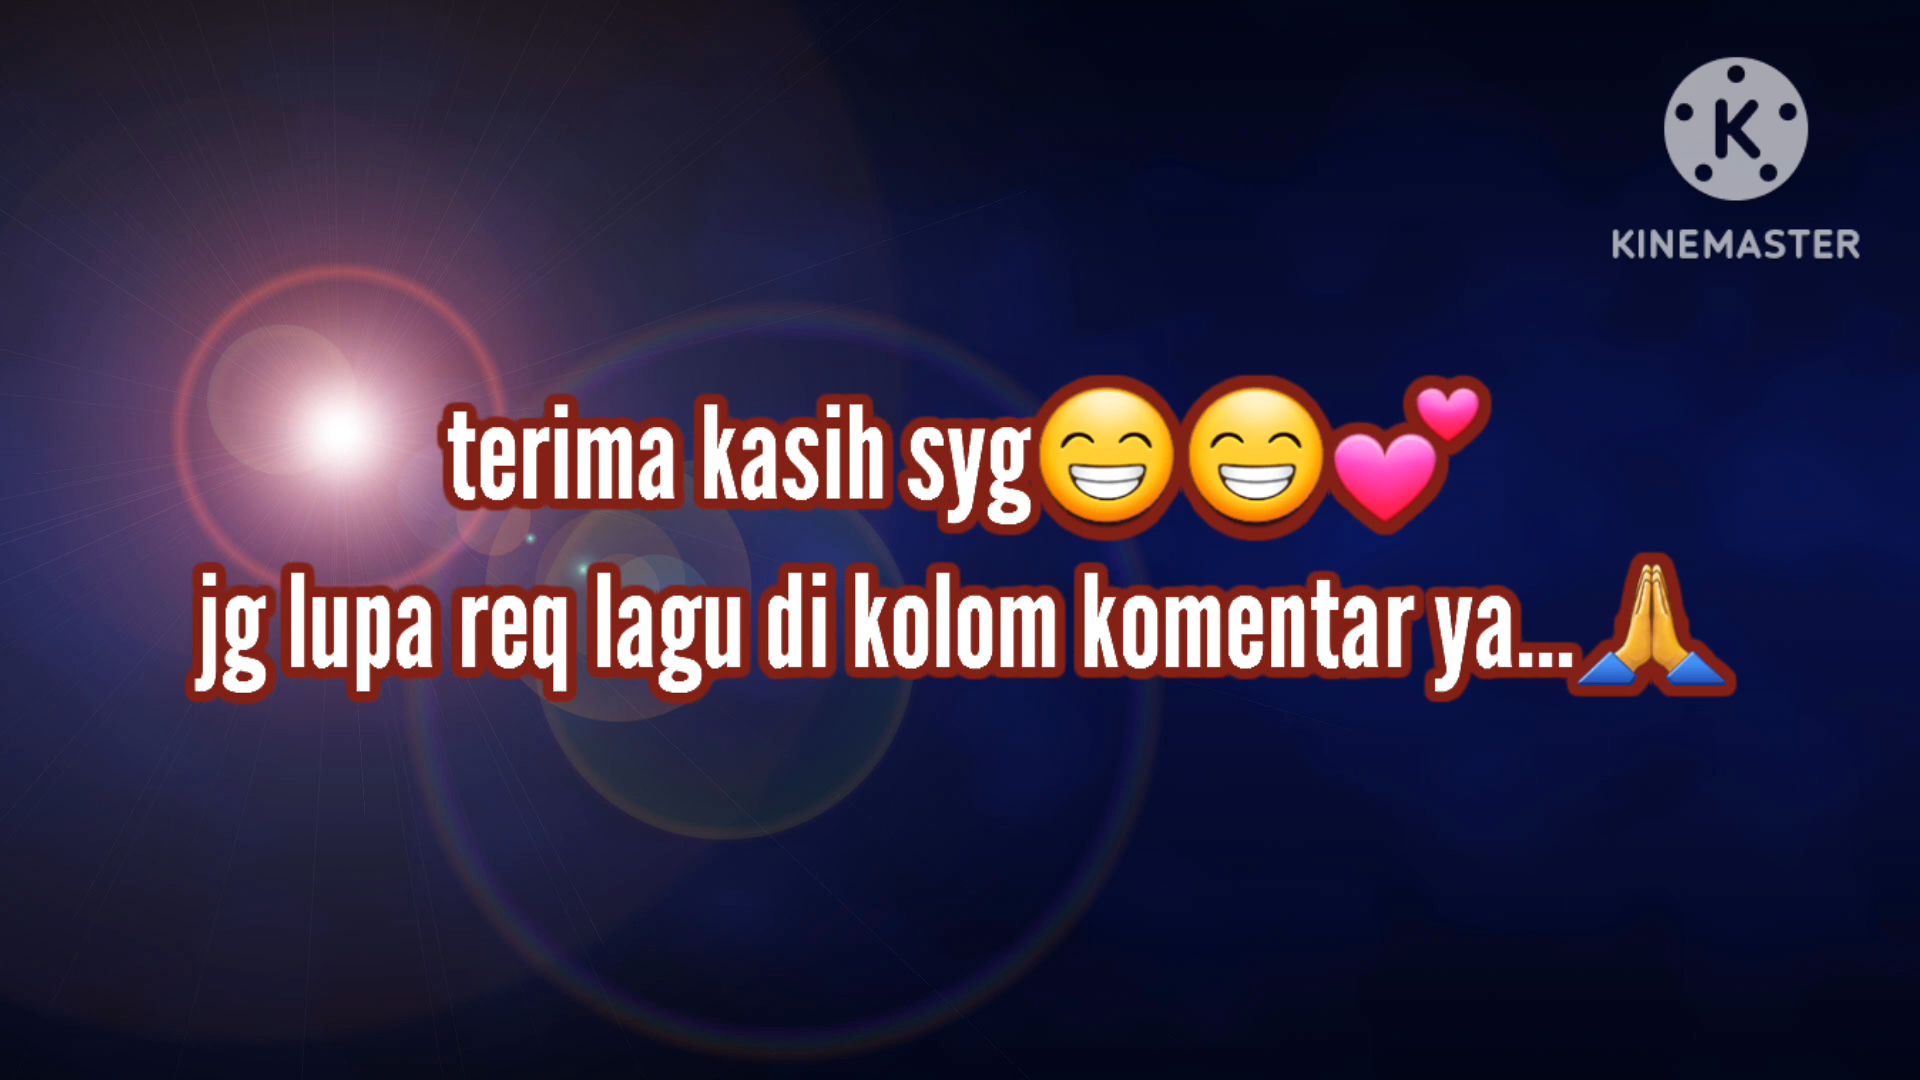 KINEMASTER
terima kasih syg😁😁💕
jg lupa req lagu di kolom komentar ya...🙏